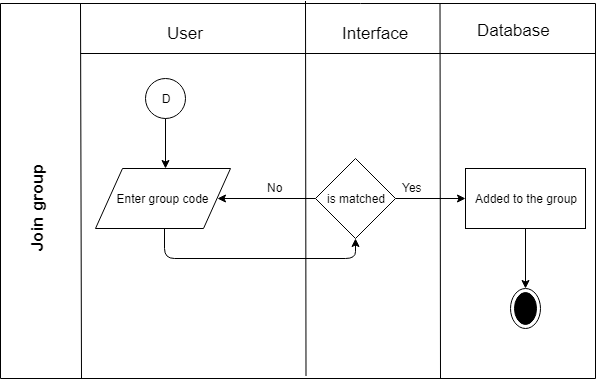 User
Interface
Database
Join group
D
Enter group code
No
is matched
Yes
Added to the group